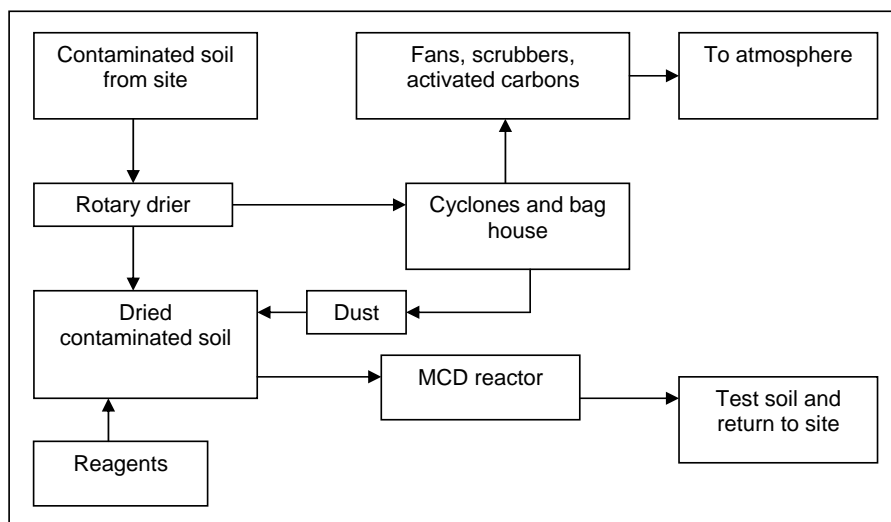 Contaminated soil
from site
Fans, scrubbers,
activated carbons
To atmosphere
Rotary drier
Cyclones and bag
house
Dried
contaminated soil
Dust
MCD reactor
Test soil and
return to site
Reagents